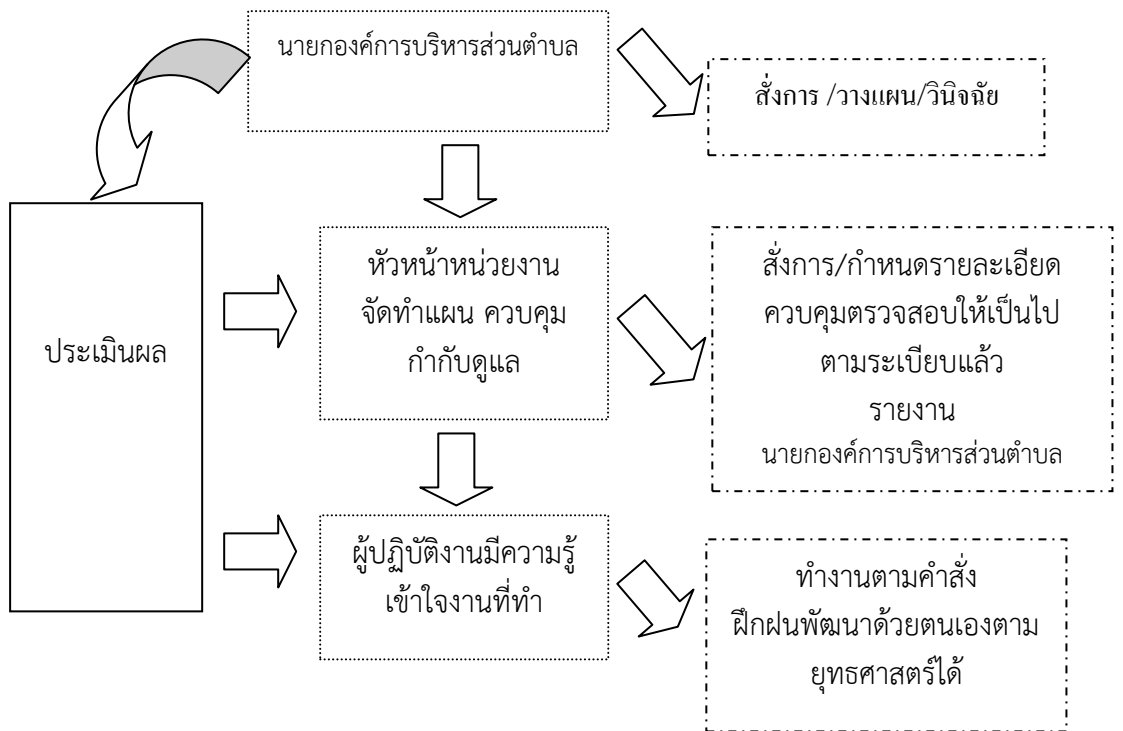 นายกองค์การบริหารส่วนตำบล
สั่งการ /วางแผน/วินิจฉัย
ประเมินผล
หัวหน้าหน่วยงาน
จัดทำแผน ควบคุม
กำกับดูแล
สั่งการ/กำหนดรายละเอียด
ควบคุมตรวจสอบให้เป็นไป
ตามระเบียบแล้ว
รายงาน
นายกองค์การบริหารส่วนตำบล
ผู้ปฏิบัติงานมีความรู้
เข้าใจงานที่ทำ
ทำงานตามคำสั่ง
ฝึกฝนพัฒนาด้วยตนเองตาม
ยุทธศาสตร์ได้